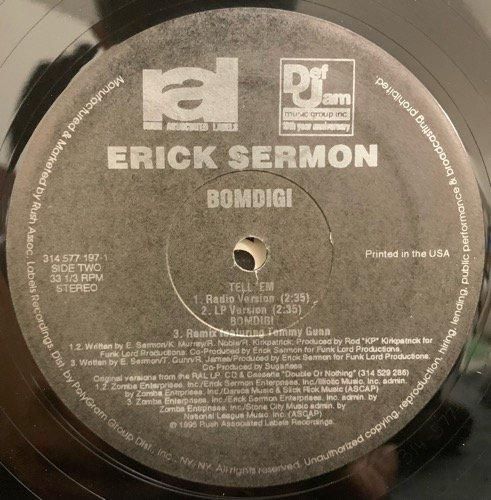 ral
RUSH ASSOCIATED LABELS
Def Jam
music group inc.
10th year anniversary
ERICK SERMON
BOMDIGI
314 577 197-1
SIDE TWO
33 1/3 RPM
STEREO
Printed in the USA
TELL 'EM
1. Radio Version (2:35)
2. LP Version (2:35)
BOMDIGI
3. Remix featuring Tommy Gunn
1,2. Written by E. Sermon/K. Murray/R. Noble/R. Kirkpatrick; Produced by Rod "KP" Kirkpatrick for
Funk Lord Productions. Co-Produced by Erick Sermon for Funk Lord Productions.
3. Written by E. Sermon/T. Gunn/R. James/Produced by Erick Sermon for Funk Lord Productions.
Co-Produced by Sugarless
Original versions from the RAL LP, CD & Cassette "Double Or Nothing" (314 529 286)
1,2. Zomba Enterprises, Inc./Erick Sermon Enterprises, Inc./Illiotic Music Inc. admin.
by Zomba Enterprises, Inc./Danica Music & Slick Rick Music (ASCAP)
3. Zomba Enterprises, Inc./Erick Sermon Enterprises Inc. admin. by
Zomba Enterprises, Inc./Stone City Music admin. by
National League Music Inc. (ASCAP)
© 1995 Rush Associated Labels Recordings.
Manufactured & Marketed by Rush Assoc. Labels Recordings. Dist. by PolyGram Group Dist., Inc., NY, NY. All rights reserved. Unauthorized copying, reproduction, hiring, lending, public performance & broadcasting prohibited.